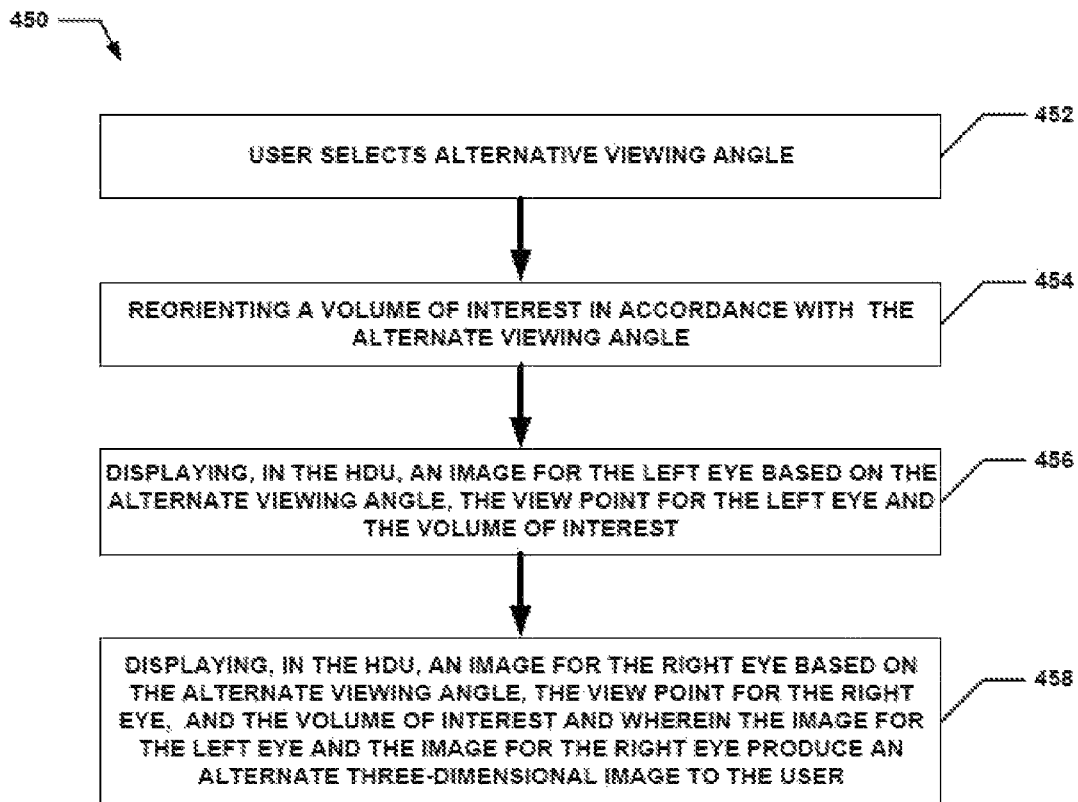 450
452
USER SELECTS ALTERNATIVE VIEWING ANGLE
454
REORIENTING A VOLUME OF INTEREST IN ACCORDANCE WITH THE
ALTERNATE VIEWING ANGLE
456
DISPLAYING, IN THE HDU, AN IMAGE FOR THE LEFT EYE BASED ON THE
ALTERNATE VIEWING ANGLE, THE VIEW POINT FOR THE LEFT EYE AND
THE VOLUME OF INTEREST
458
DISPLAYING, IN THE HDU, AN IMAGE FOR THE RIGHT EYE BASED ON
THE ALTERNATE VIEWING ANGLE, THE VIEW POINT FOR THE RIGHT
EYE, AND THE VOLUME OF INTEREST AND WHEREIN THE IMAGE FOR
THE LEFT EYE AND THE IMAGE FOR THE RIGHT EYE PRODUCE AN
ALTERNATE THREE-DIMENSIONAL IMAGE TO THE USER